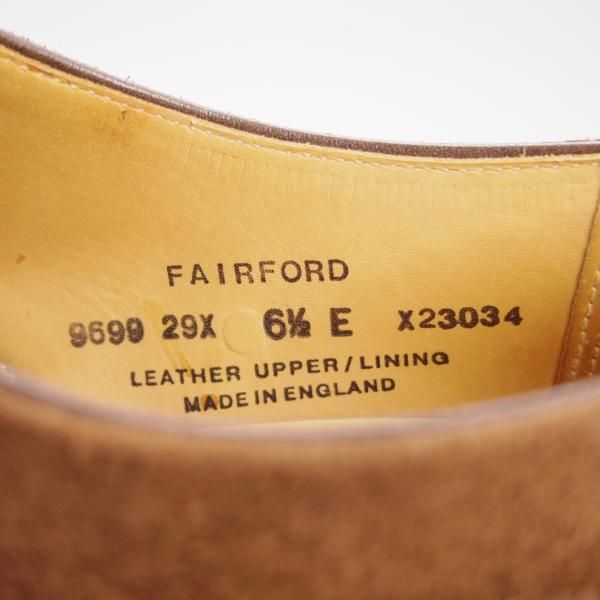 FAIRFORD
9699 29X 6½ E X23034
LEATHER UPPER/LINING
MADE IN ENGLAND